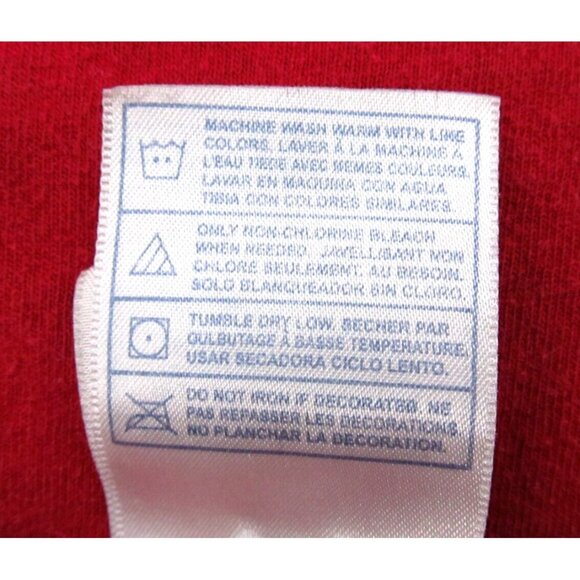 MACHINE WASH WARM WITH LIKE
COLORS, LAVER À LA MACHINE A
L'EAU TIEDE AVEC MEMES COULEURS.
LAVAR EN MAQUINA CON AGUA
TIBIA CON COLORES SIMILARES.
ONLY NON-CHLORINE BLEACH
WHEN NEEDED, JAVELLISANT NON
CHLORE SEULEMENT. AU BESOIN.
SOLO BLANQUEADOR SIN CLORO.
TUMBLE DRY LOW, SECHER PAR
CULBUTAGE À BASSE TEMPERATURE.
USAR SECADORA CICLO LENTO.
DO NOT IRON IF DECORATED, NE
PAS REPASSER LES DECORATIONS.
NO PLANCHAR LA DECORATION.